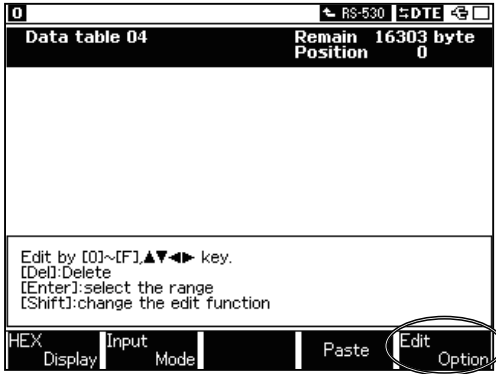 0 RS-530 DTE
Data table 04 Remain 16303 byte
Position 0
Edit by [0]~[F],▲▼◀▶ key.
[Del]:Delete
[Enter]:select the range
[Shift]:change the edit function
HEX Display Input Mode Paste Edit Option